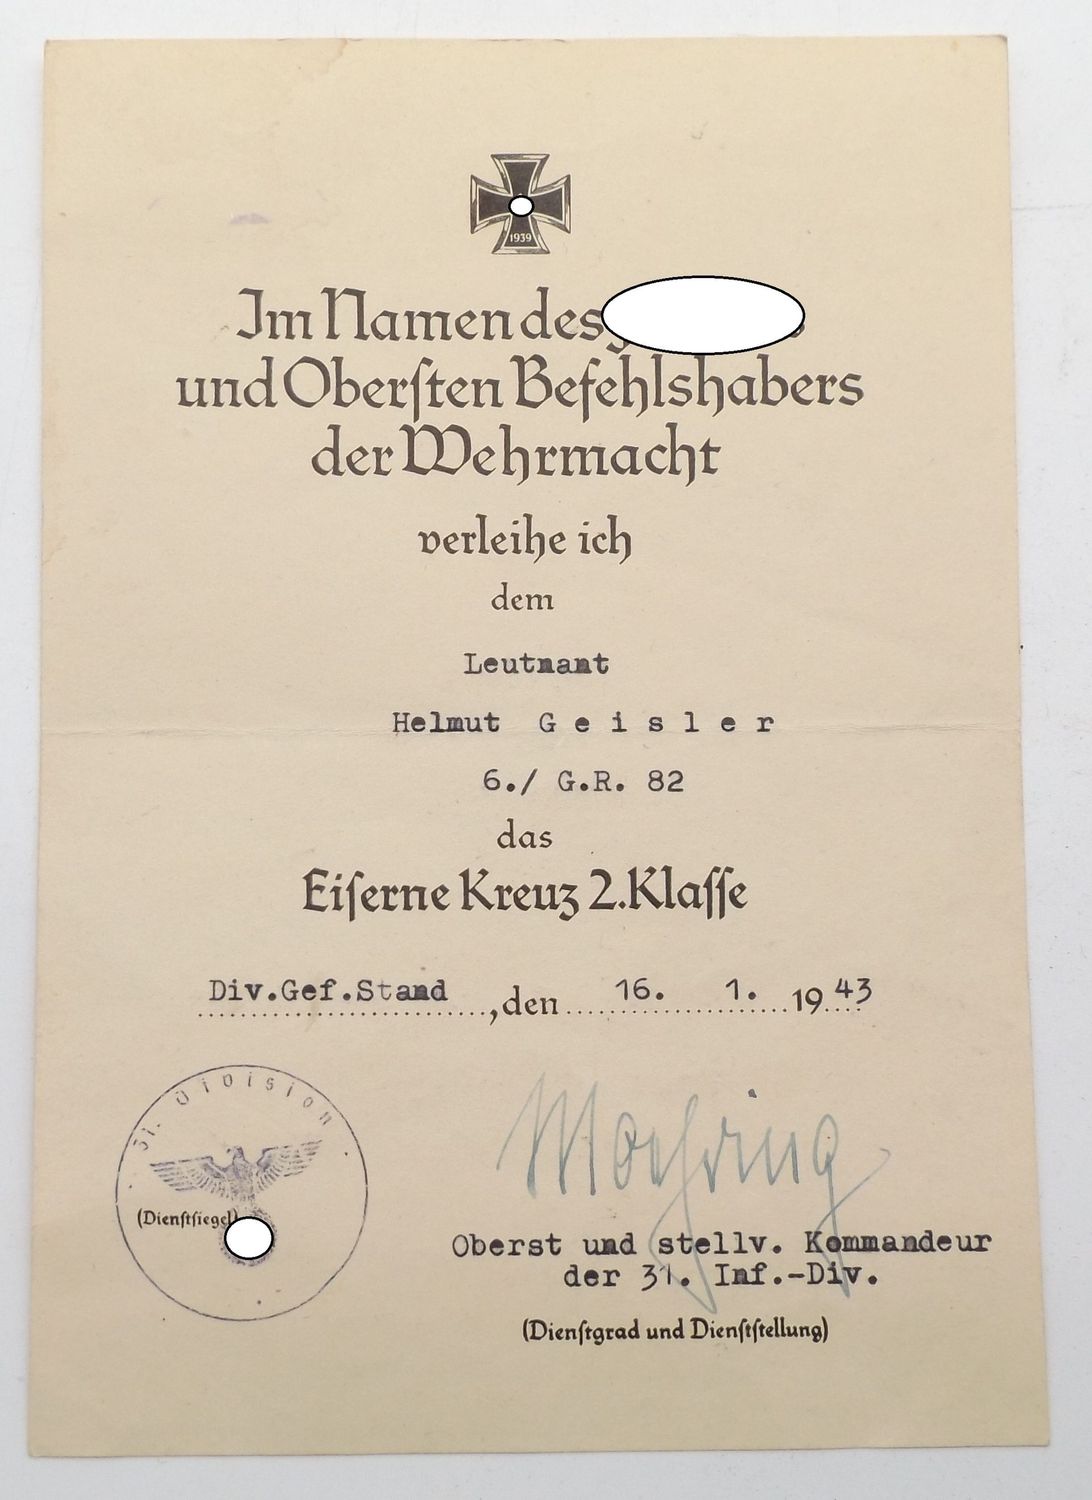 1939
Im Namen des
und Oberſten Befehlshabers
der Wehrmacht
verleihe ich
dem
Leutnant
Helmut G e i s l e r
6./ G.R. 82
das
Eiſerne Kreuz 2. Klaſſe
Div.Gef.Stand, den 16. 1. 1943
31. Division
(Dienſtſiegel)
Moehring
Oberst und stellv. Kommandeur
der 31. Inf.-Div.
(Dienſtgrad und Dienſtſtellung)